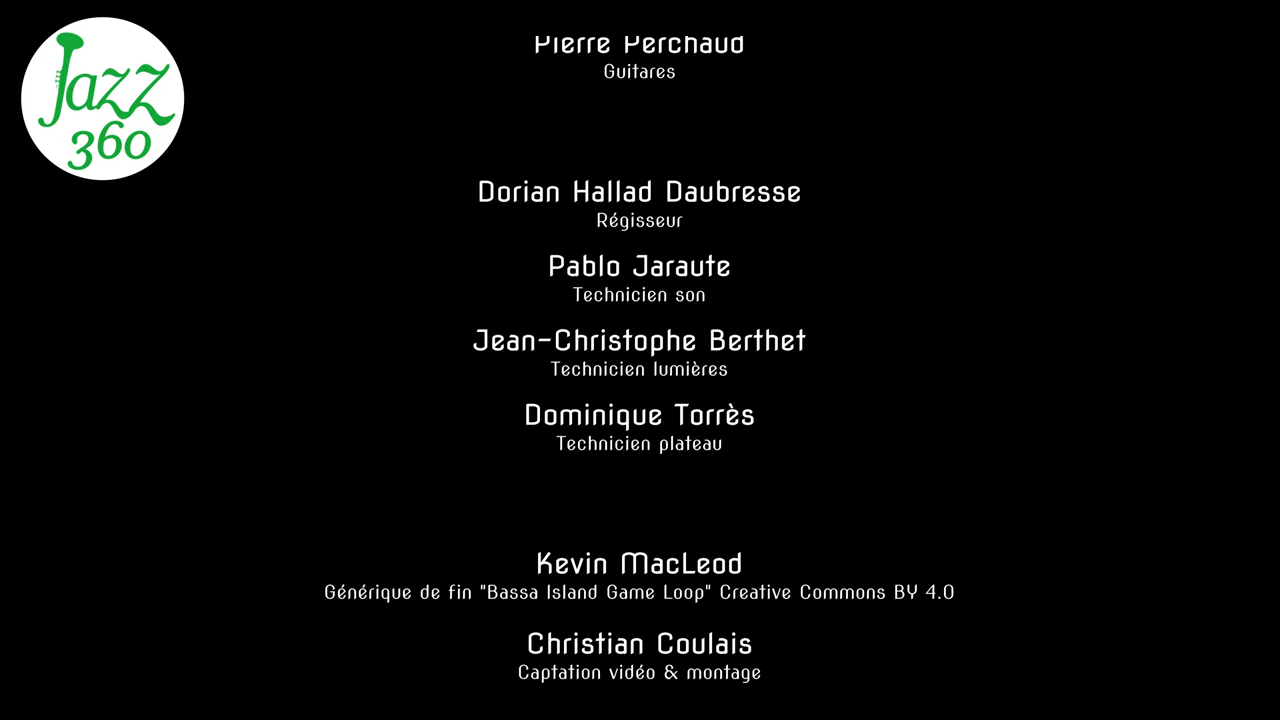 Jazz
360
Pierre Perchaud
Guitares
Dorian Hallad Daubresse
Régisseur
Pablo Jaraute
Technicien son
Jean-Christophe Berthet
Technicien lumières
Dominique Torrès
Technicien plateau
Kevin MacLeod
Générique de fin "Bassa Island Game Loop" Creative Commons BY 4.0
Christian Coulais
Captation vidéo & montage